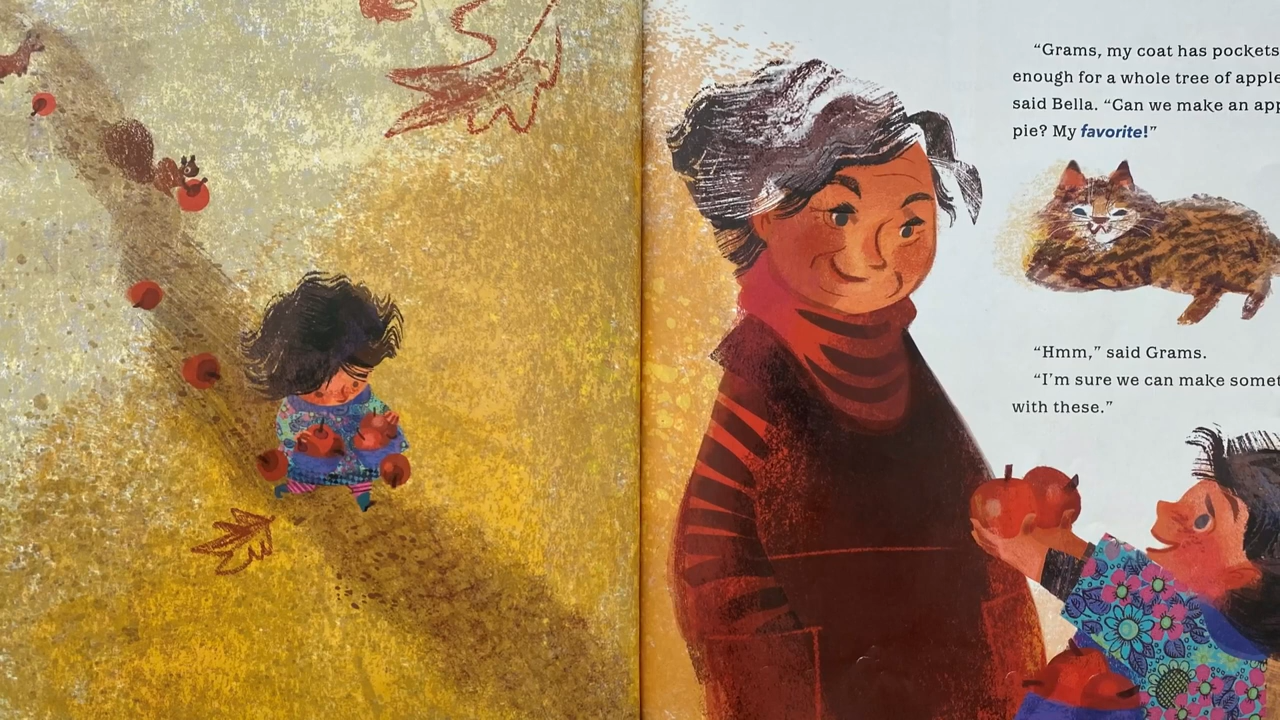 “Grams, my coat has pockets
enough for a whole tree of
said Bella. “Can we make an
pie? My favorite!”
“Hmm,” said Grams.
“I’m sure we can make
with these.”